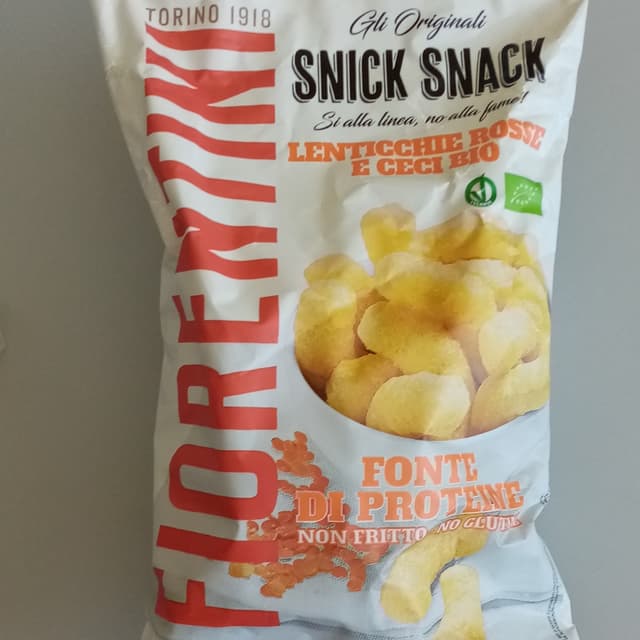 TORINO 1918
FIORENTINI
Gli Originali
SNICK SNACK
Si alla linea, no alla fame!
LENTICCHIE ROSSE
E CECI BIO
FONTE
DI PROTEINE
NON FRITTO NO GLUTINE